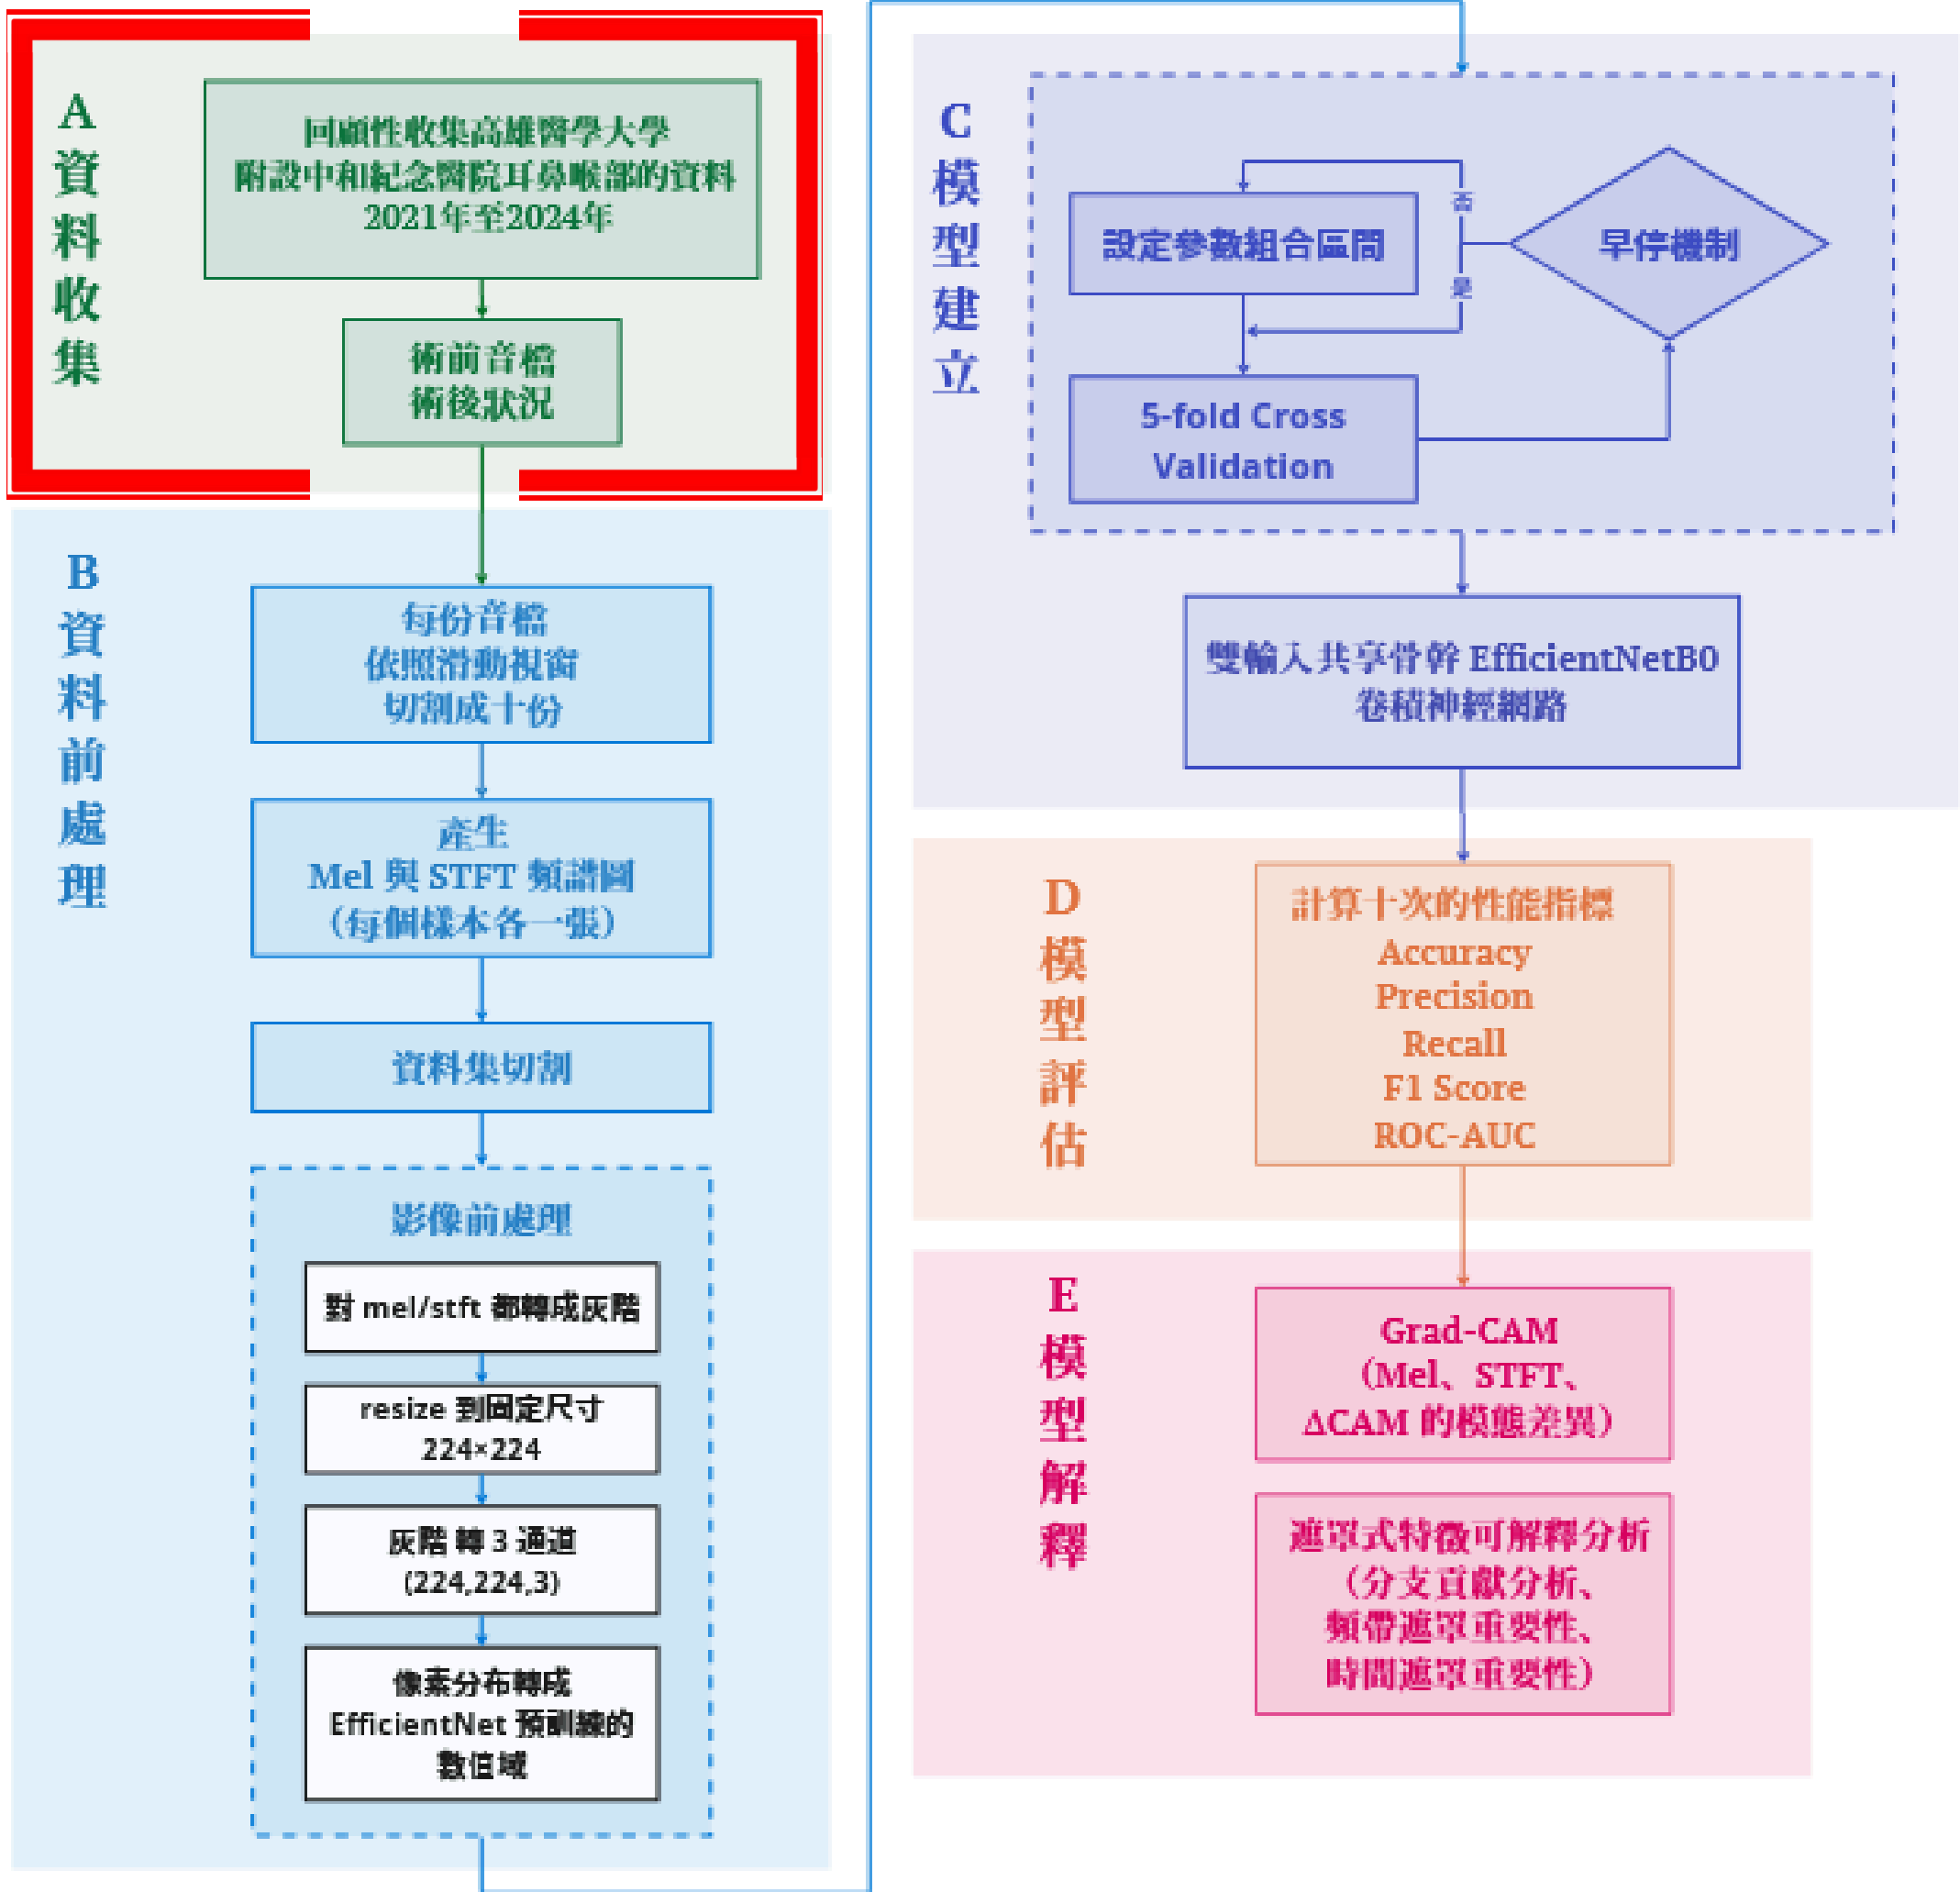 A
資料收集
回顧性收集高雄醫學大學
附設中和紀念醫院耳鼻喉部的資料
2021年至2024年
術前音檔
術後狀況
B
資料前處理
每份音檔
依照滑動視窗
切割成十份
產生
Mel 與 STFT 頻譜圖
(每個樣本各一張)
資料集切割
影像前處理
對 mel/stft 都轉成灰階
resize 到固定尺寸
224×224
灰階 轉 3 通道
(224,224,3)
像素分布轉成
EfficientNet 預訓練的
數值域
C
模型建立
設定參數組合區間
否
是
早停機制
5-fold Cross
Validation
雙輸入共享骨幹 EfficientNetB0
卷積神經網路
D
模型評估
計算十次的性能指標
Accuracy
Precision
Recall
F1 Score
ROC-AUC
E
模型解釋
Grad-CAM
(Mel、STFT、
ΔCAM 的模態差異)
遮罩式特徵可解釋分析
(分支貢獻分析、
頻帶遮罩重要性、
時間遮罩重要性)